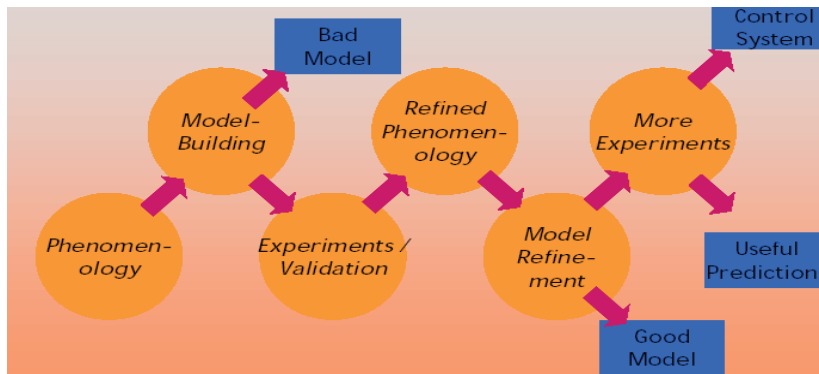 Bad
Model
Control
System
Model-
Building
Refined
Phenomen-
ology
More
Experiments
Phenomen-
ology
Experiments /
Validation
Model
Refine-
ment
Useful
Prediction
Good
Model